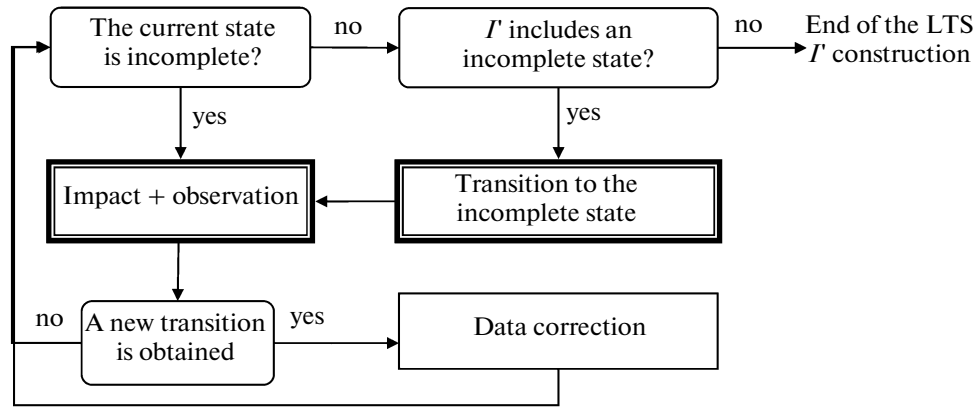 The current state
is incomplete?
no
I' includes an
incomplete state?
no
End of the LTS
I' construction
yes
yes
Impact + observation
Transition to the
incomplete state
no
A new transition
is obtained
yes
Data correction